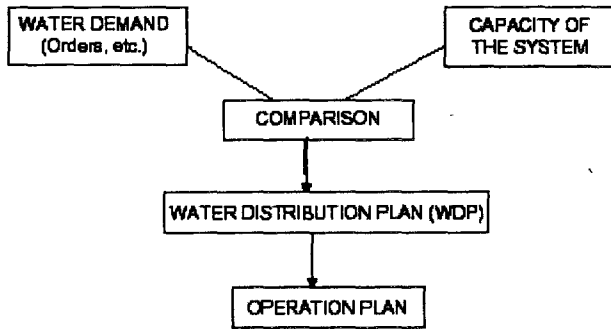 WATER DEMAND
(Orders, etc.)
CAPACITY OF
THE SYSTEM
COMPARISON
WATER DISTRIBUTION PLAN (WDP)
OPERATION PLAN